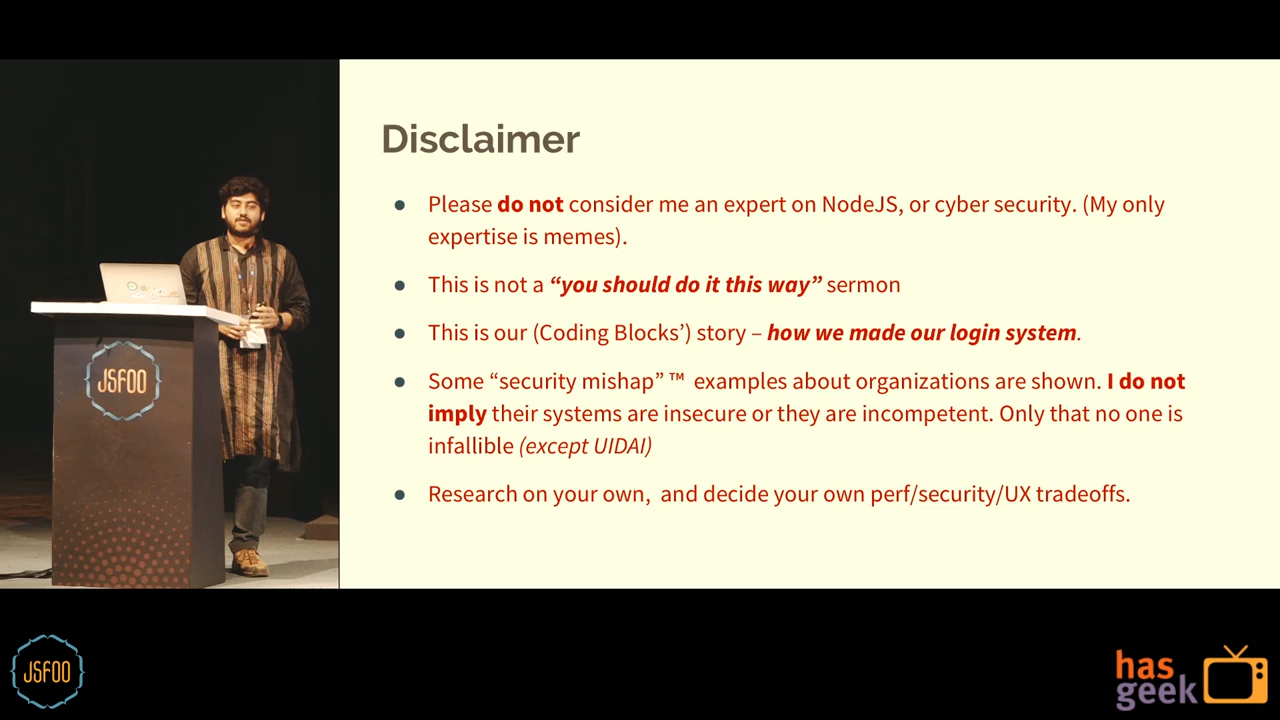 Disclaimer
● Please do not consider me an expert on NodeJS, or cyber security. (My only
expertise is memes).
● This is not a “you should do it this way” sermon
● This is our (Coding Blocks’) story – how we made our login system.
● Some “security mishap” ™ examples about organizations are shown. I do not
imply their systems are insecure or they are incompetent. Only that no one is
infallible (except UIDAI)
● Research on your own, and decide your own perf/security/UX tradeoffs.
JSFOO
JSFOO
has
geek